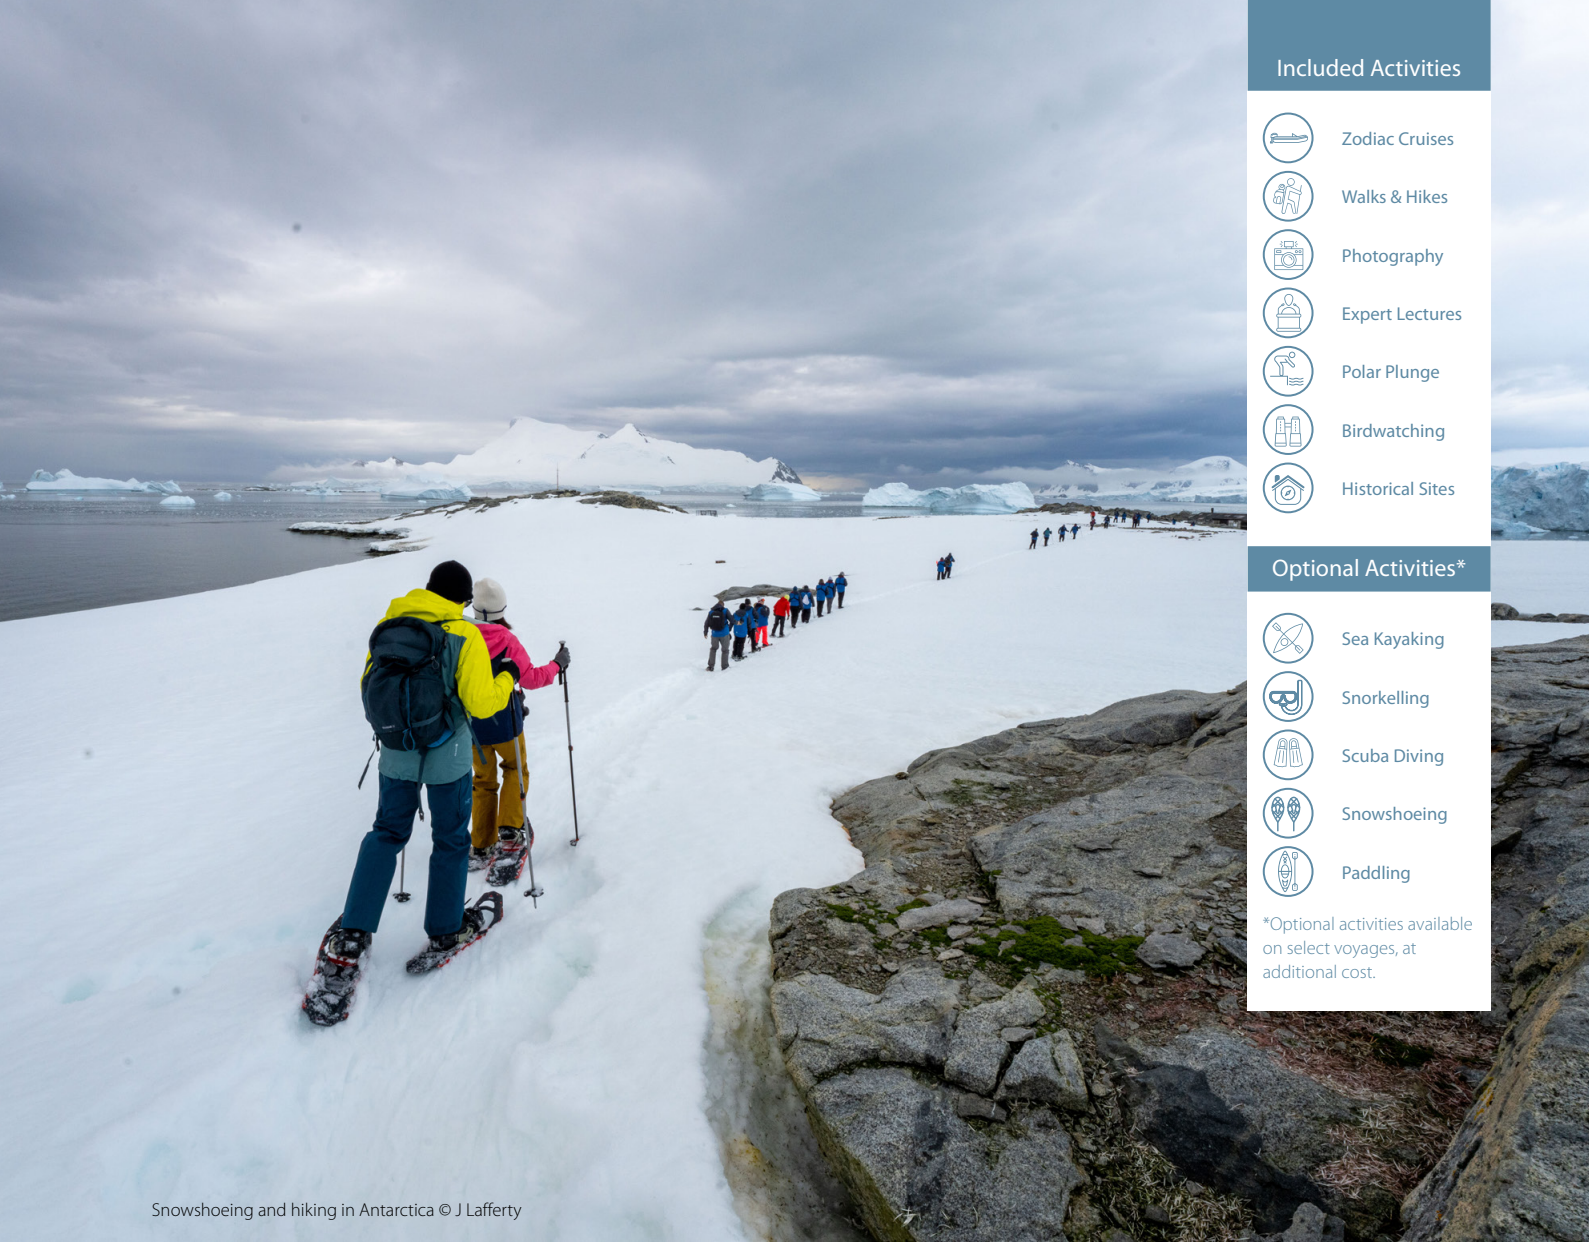 Included Activities
Zodiac Cruises
Walks & Hikes
Photography
Expert Lectures
Polar Plunge
Birdwatching
Historical Sites
Optional Activities*
Sea Kayaking
Snorkelling
Scuba Diving
Snowshoeing
Paddling
*Optional activities available
on select voyages, at
additional cost.
Snowshoeing and hiking in Antarctica © J Lafferty